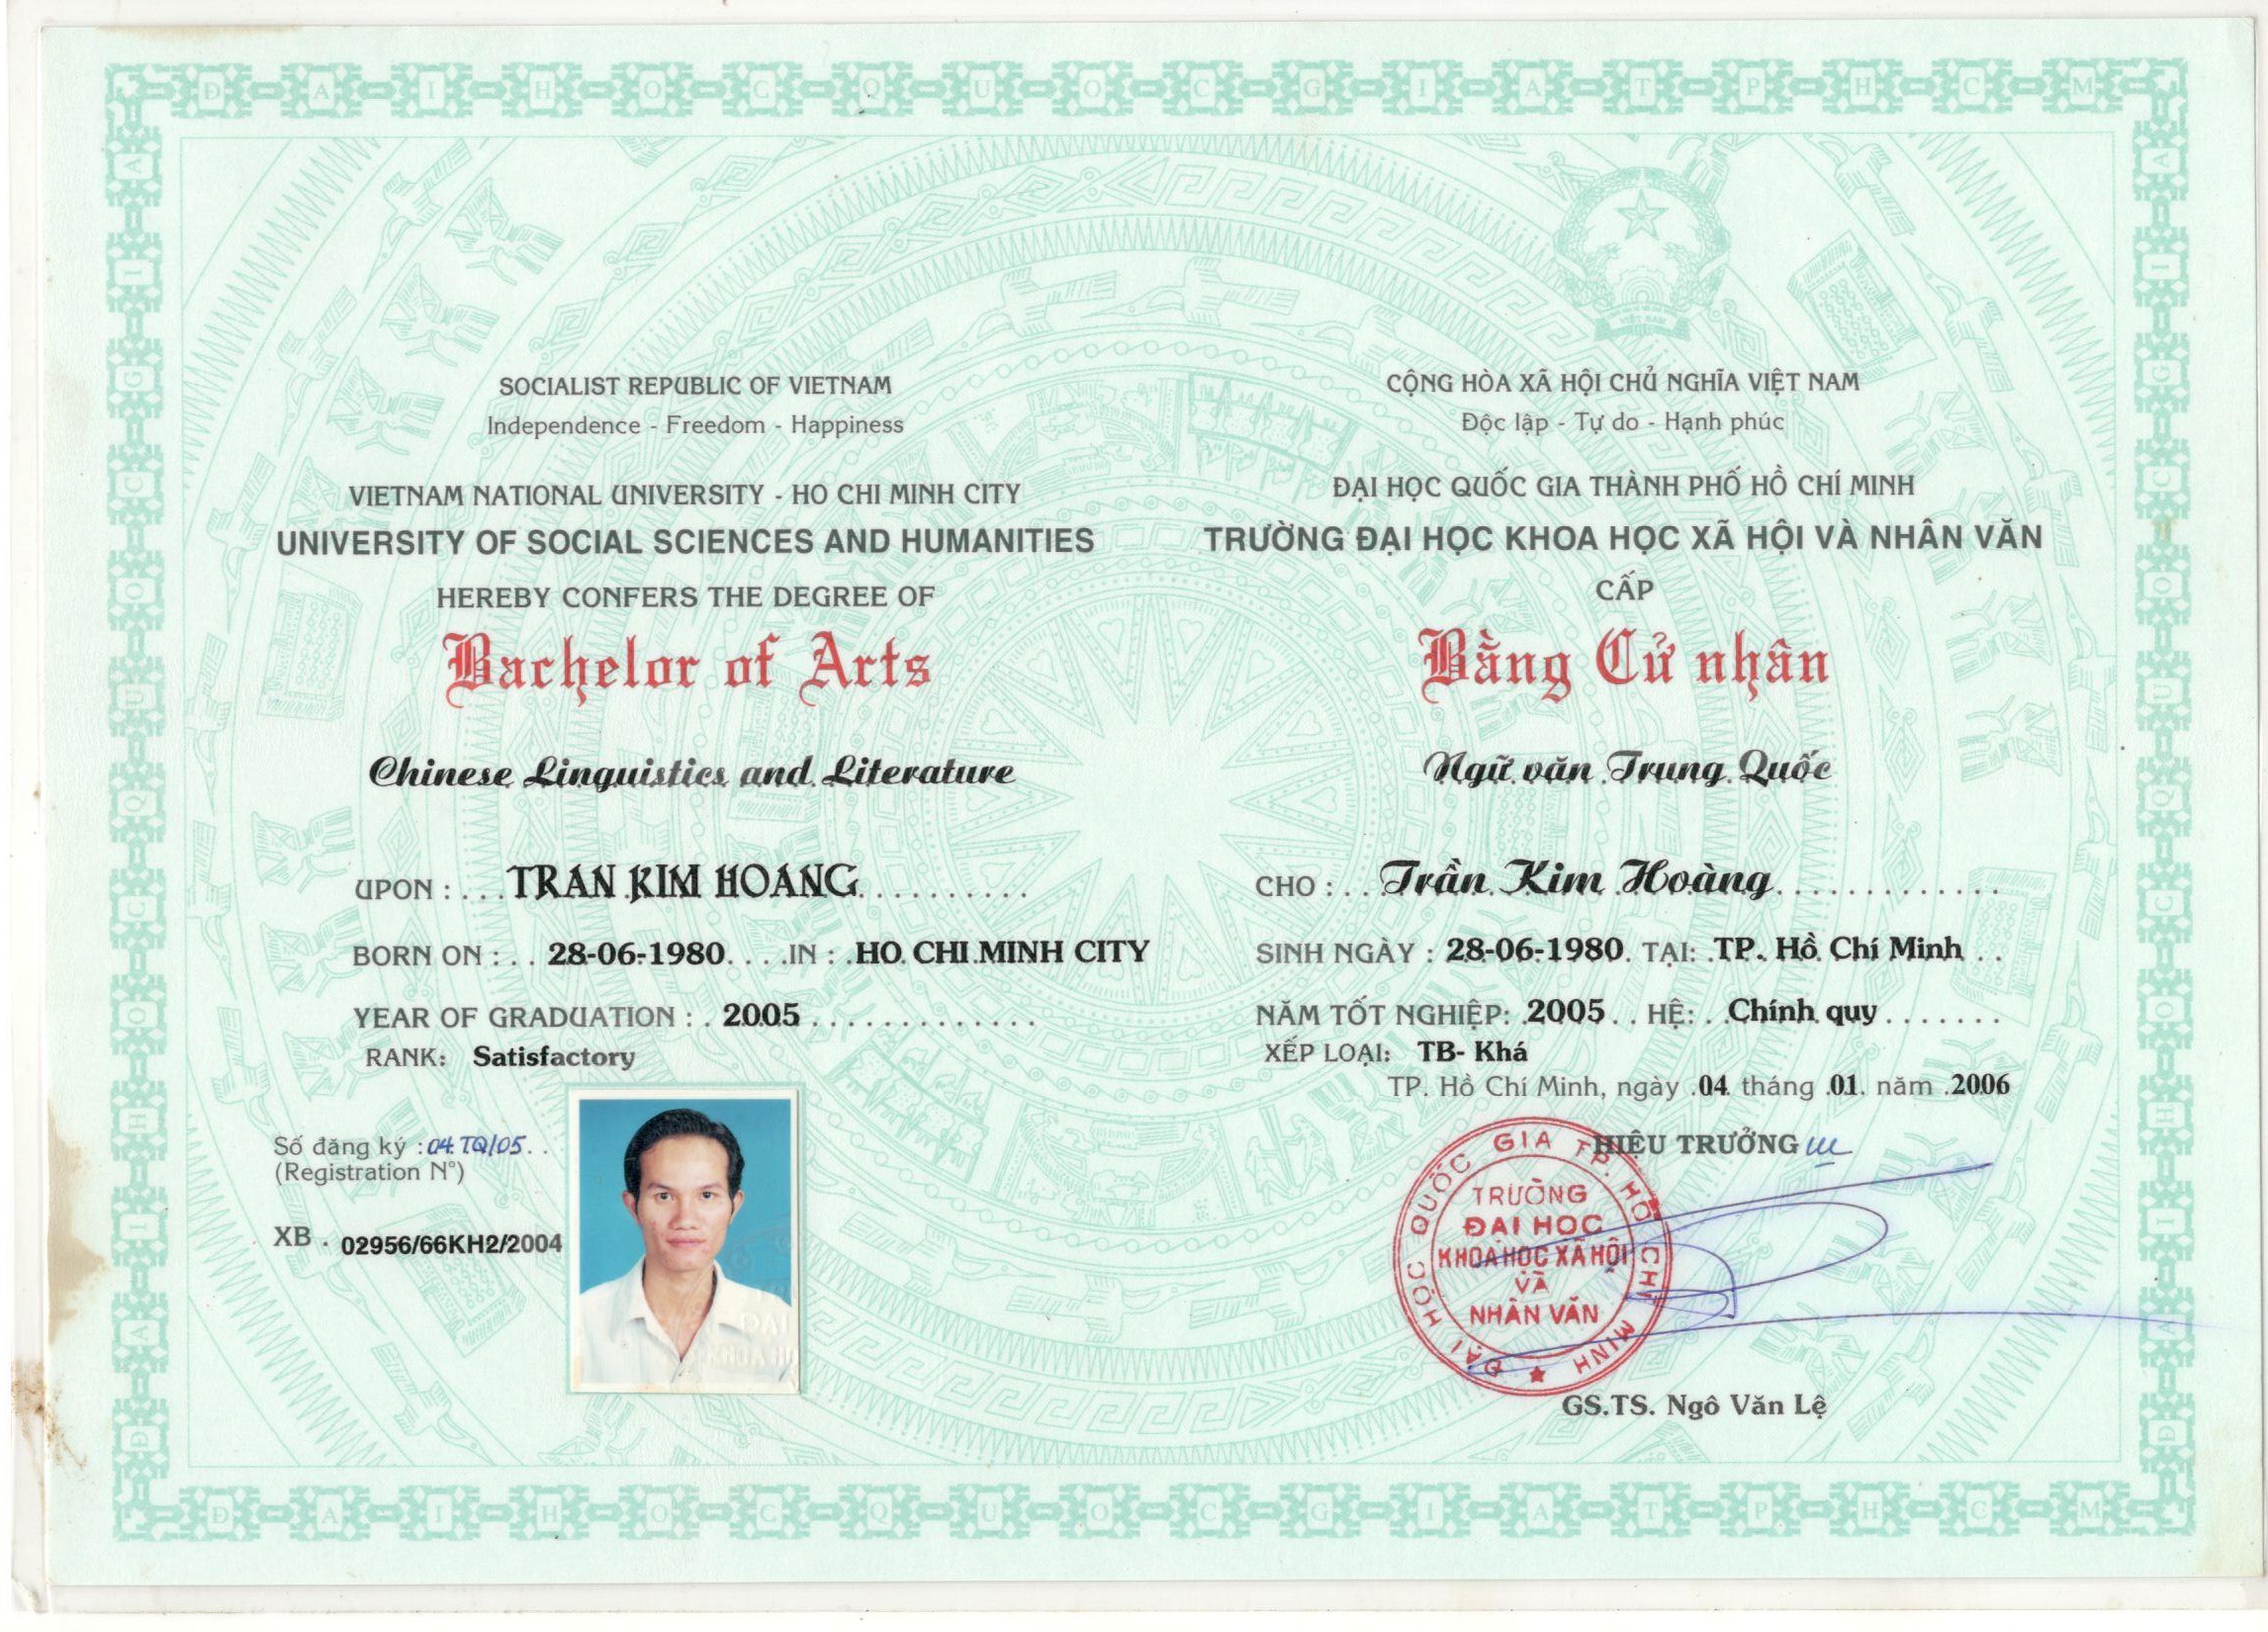 SOCIALIST REPUBLIC OF VIETNAM
Independence - Freedom - Happiness
VIETNAM NATIONAL UNIVERSITY - HO CHI MINH CITY
UNIVERSITY OF SOCIAL SCIENCES AND HUMANITIES
HEREBY CONFERS THE DEGREE OF
Bachelor of Arts
Chinese Linguistics and Literature
UPON : TRAN KIM HOANG
BORN ON : 28-06-1980 IN : HO CHI MINH CITY
YEAR OF GRADUATION : 2005
RANK: Satisfactory
Số đăng ký : 04 TQ/05
(Registration N°)
XB . 02956/66KH2/2004
CỘNG HÒA XÃ HỘI CHỦ NGHĨA VIỆT NAM
Độc lập - Tự do - Hạnh phúc
ĐẠI HỌC QUỐC GIA THÀNH PHỐ HỒ CHÍ MINH
TRƯỜNG ĐẠI HỌC KHOA HỌC XÃ HỘI VÀ NHÂN VĂN
CẤP
Bằng Cử nhân
Ngữ văn Trung Quốc
CHO : Trần Kim Hoàng
SINH NGÀY : 28-06-1980 TẠI: TP. Hồ Chí Minh
NĂM TỐT NGHIỆP: 2005 HỆ: Chính quy
XẾP LOẠI: TB- Khá
TP. Hồ Chí Minh, ngày 04 tháng 01 năm 2006
HIỆU TRƯỞNG
ĐẠI HỌC QUỐC GIA TP. HỒ CHÍ MINH
TRƯỜNG
ĐẠI HỌC
KHOA HỌC XÃ HỘI
VÀ
NHÂN VĂN
GS.TS. Ngô Văn Lệ
ĐAIHOCQUOCGIATPHCM
ĐAIHOCQUOCGIATPHCM
ĐAIHOCQUOCGIA
ĐAIHOCQUOCGIA